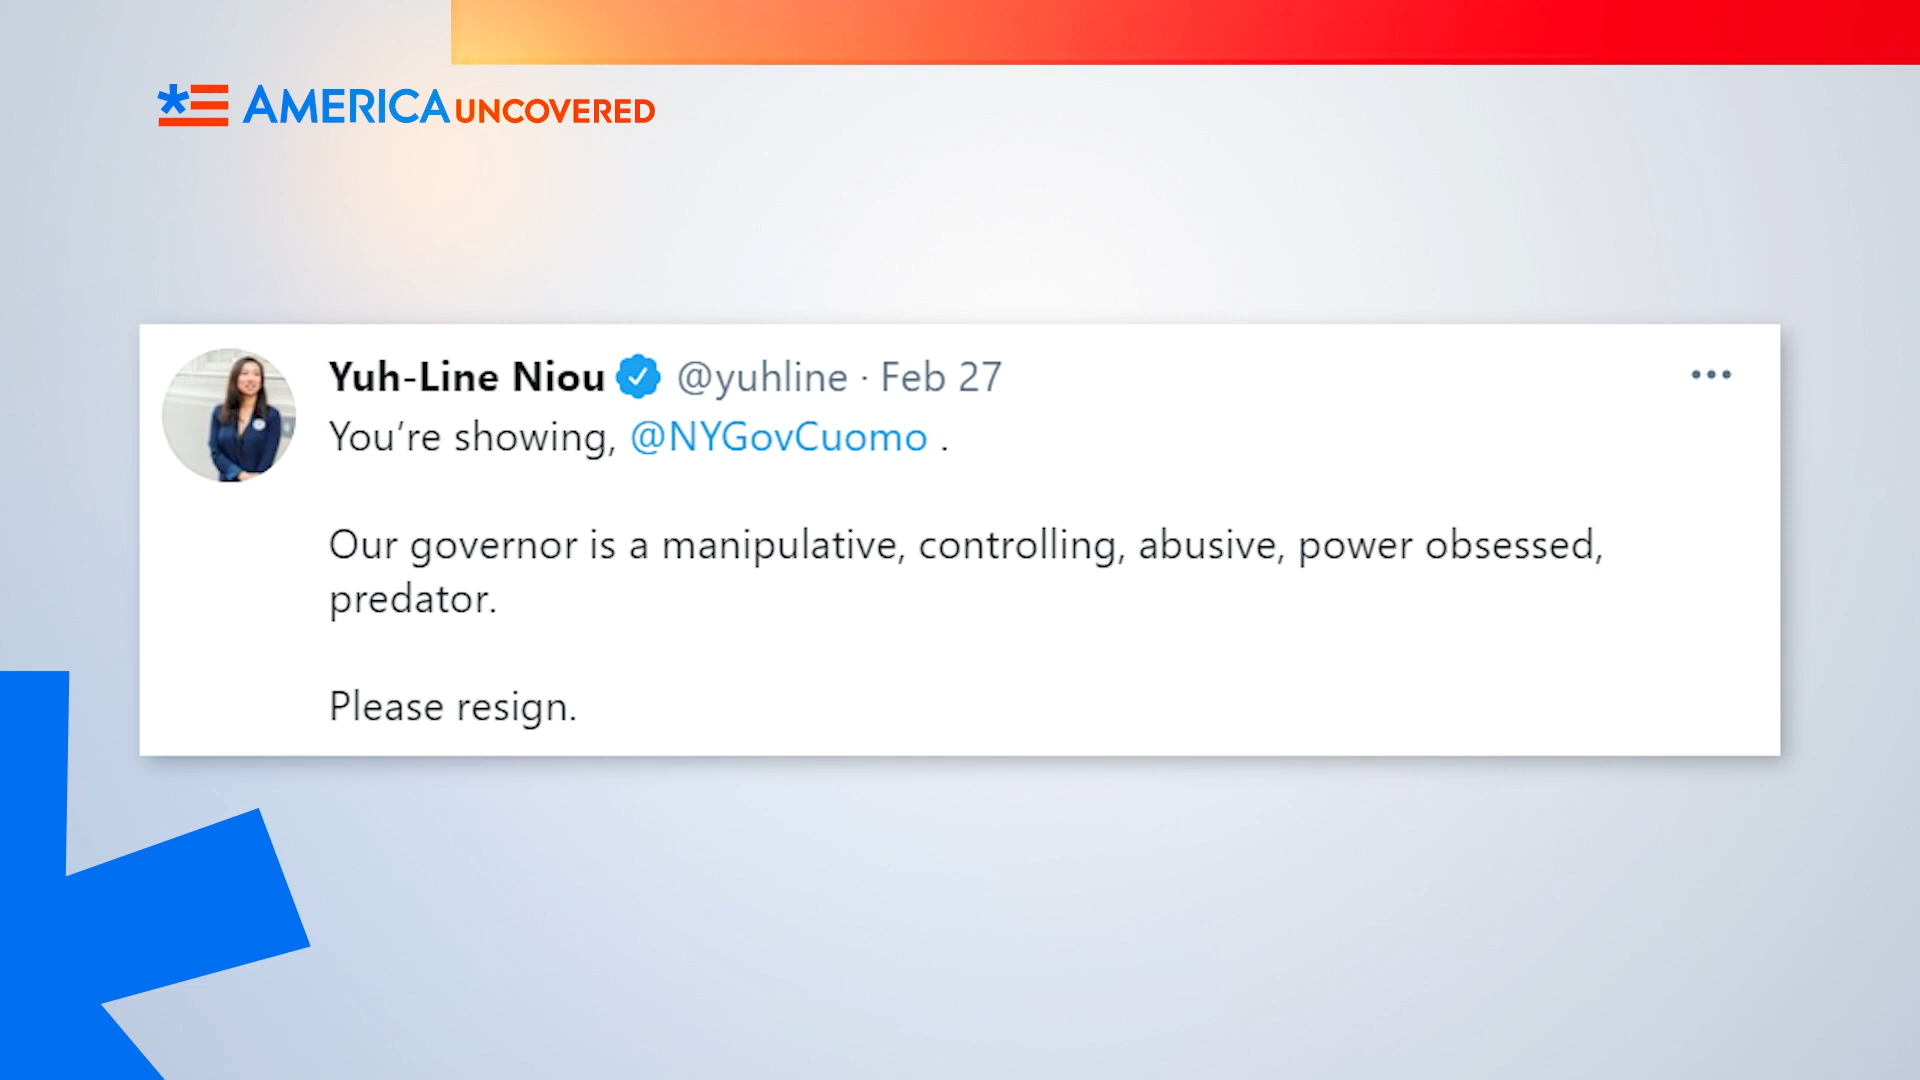 AMERICA UNCOVERED
Yuh-Line Niou @yuhline · Feb 27
You’re showing, @NYGovCuomo .
Our governor is a manipulative, controlling, abusive, power obsessed,
predator.
Please resign.